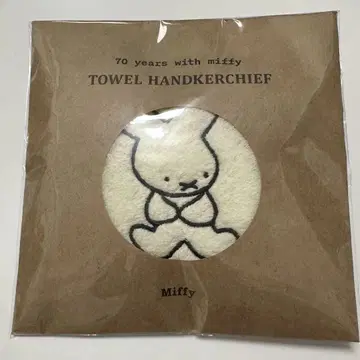 70 years with miffy
TOWEL HANDKERCHIEF
Miffy